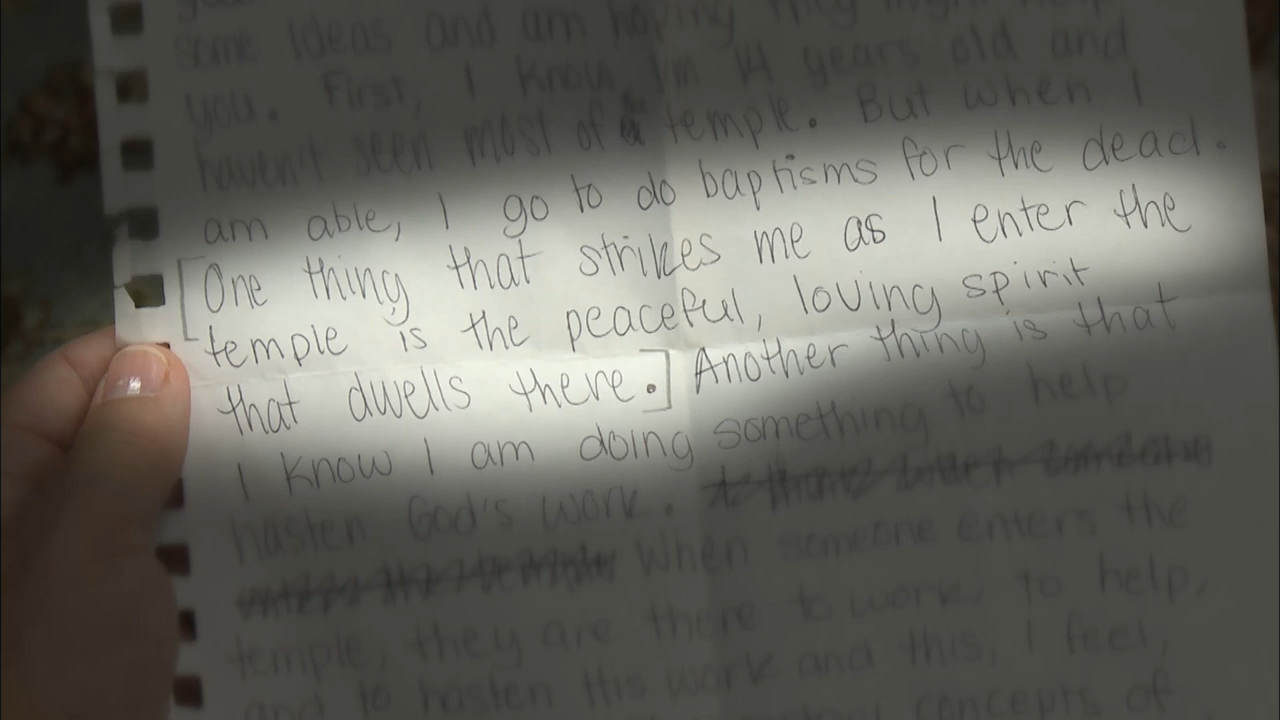 some ideas and am hoping they might help
you. First, I know I'm 14 years old and
haven't seen most of a temple. But when I
am able, I go to do baptisms for the dead.
[One thing that strikes me as I enter the
temple is the peaceful, loving spirit
that dwells there.] Another thing is that
I know I am doing something to help
hasten God's work.
When someone enters the
temple, they are there to work, to help,
and to hasten His work and this, I feel,
concepts of